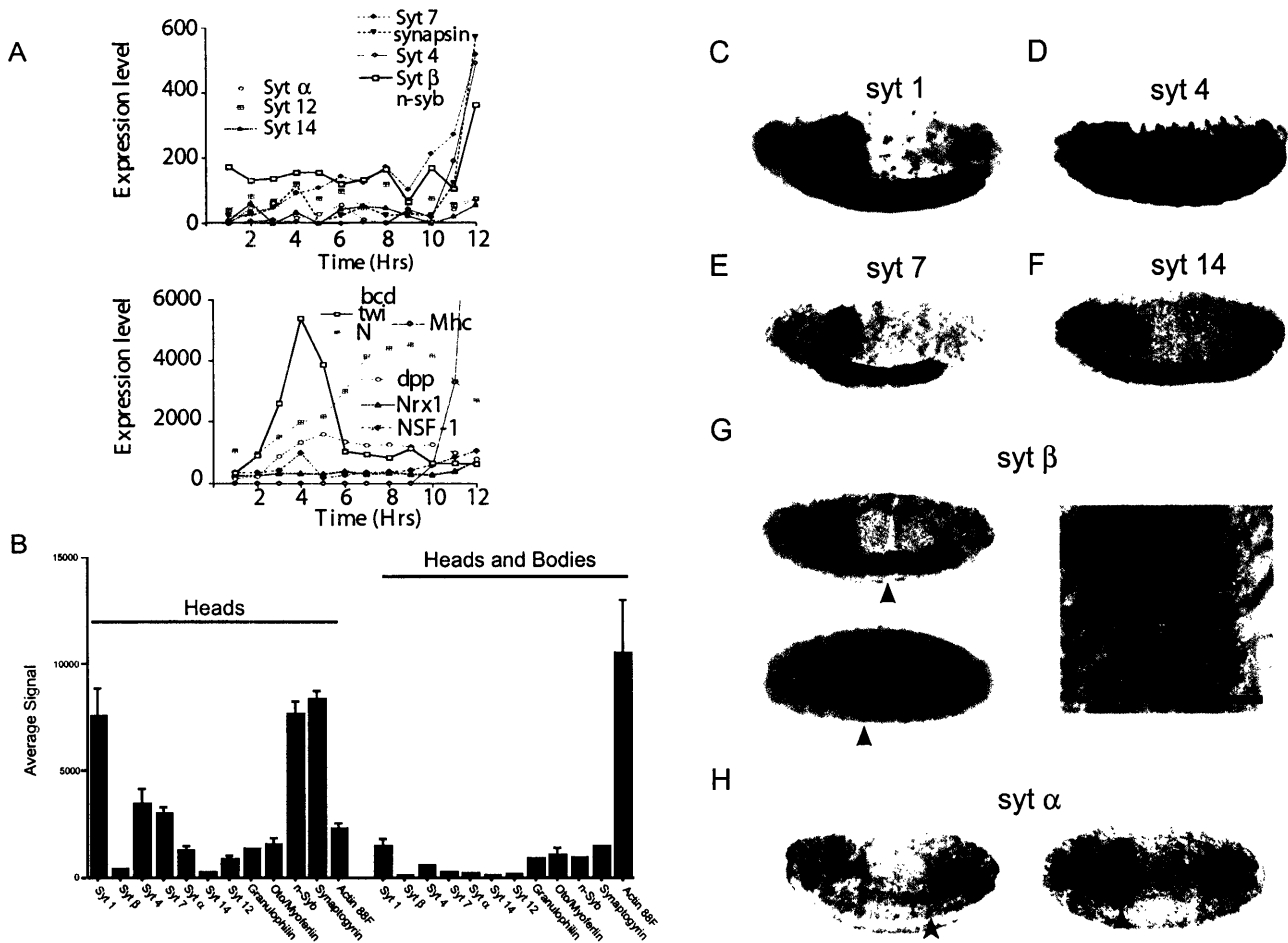 A
Expression level
600
400
200
0
Syt α
Syt 12
Syt 14
Syt 7
synapsin
Syt 4
Syt β
n-syb
2 4 6 8 10 12
Time (Hrs)
Expression level
6000
4000
2000
0
bcd
twi
N
Mhc
dpp
Nrx1
NSF-1
2 4 6 8 10 12
Time (Hrs)
B
Average Signal
15000
10000
5000
0
Heads
Heads and Bodies
Syt 1
Syt β
Syt 4
Syt 7
Syt α
Syt 14
Syt 12
Granulophilin
Oto/Myoferlin
n-Syb
Synaptogyrin
Actin 88F
Syt 1
Syt β
Syt 4
Syt 7
Syt α
Syt 14
Syt 12
Granulophilin
Oto/Myoferlin
n-Syb
Synaptogyrin
Actin 88F
C
syt 1
D
syt 4
E
syt 7
F
syt 14
G
syt β
H
syt α